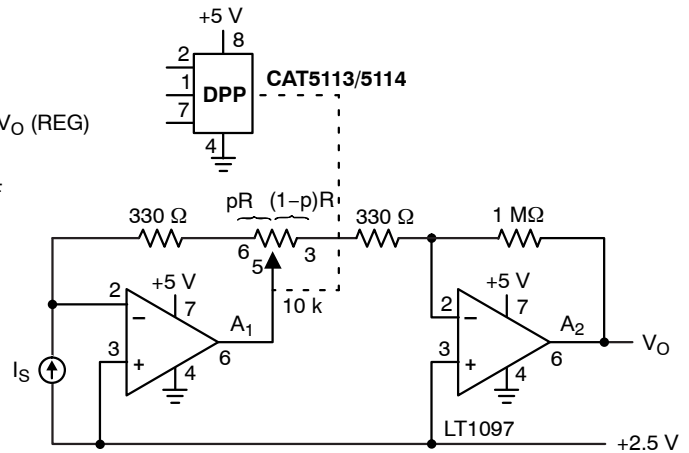 +5 V
8
2
1
7
DPP
CAT5113/5114
4
V_O (REG)
pR (1−p)R
330 Ω
330 Ω
1 MΩ
6
5
3
10 k
2
+5 V
7
−
A_1
6
3
+
4
2
+5 V
7
−
A_2
6
V_O
3
+
4
I_S
LT1097
+2.5 V